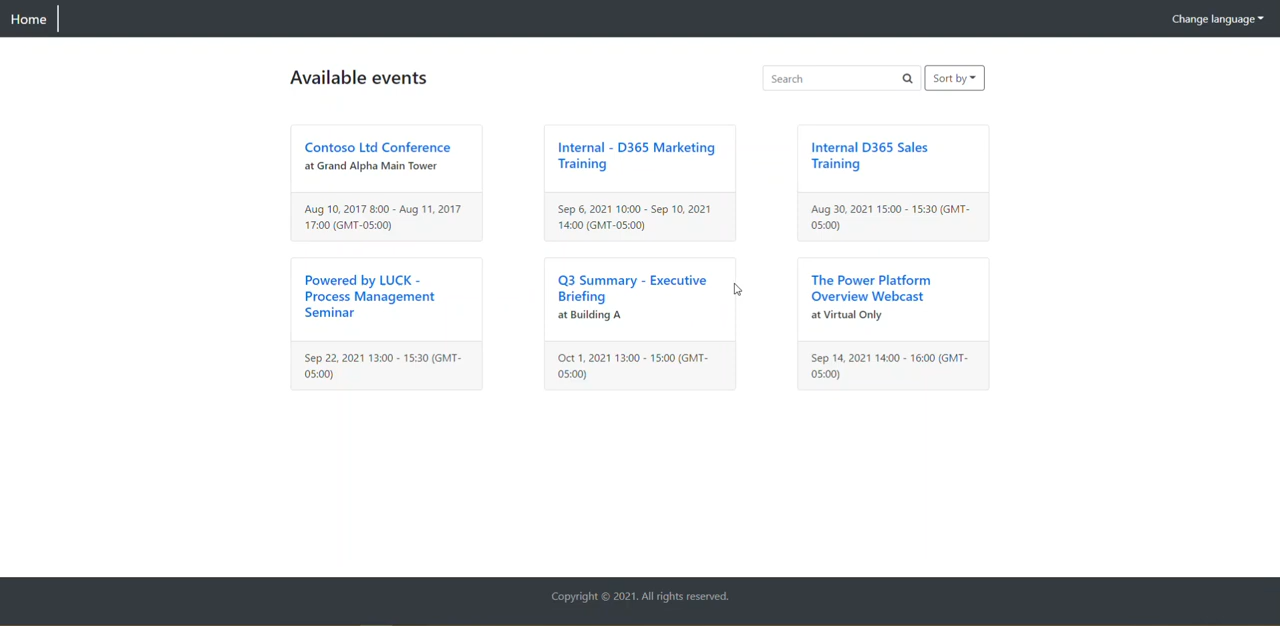 Home
Change language
Available events
Search
Sort by
Contoso Ltd Conference
at Grand Alpha Main Tower
Aug 10, 2017 8:00 - Aug 11, 2017
17:00 (GMT-05:00)
Internal - D365 Marketing
Training
Sep 6, 2021 10:00 - Sep 10, 2021
14:00 (GMT-05:00)
Internal D365 Sales
Training
Aug 30, 2021 15:00 - 15:30 (GMT-
05:00)
Powered by LUCK -
Process Management
Seminar
Sep 22, 2021 13:00 - 15:30 (GMT-
05:00)
Q3 Summary - Executive
Briefing
at Building A
Oct 1, 2021 13:00 - 15:00 (GMT-
05:00)
The Power Platform
Overview Webcast
at Virtual Only
Sep 14, 2021 14:00 - 16:00 (GMT-
05:00)
Copyright © 2021. All rights reserved.